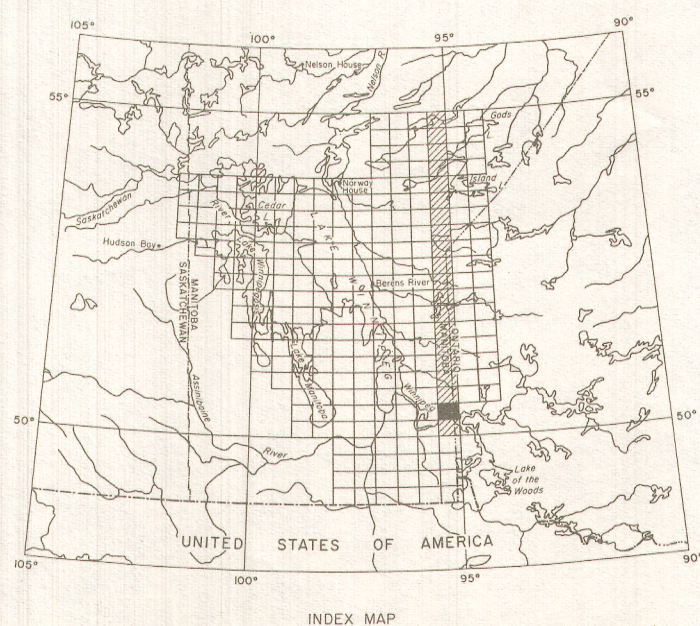 105°
100°
95°
90°
Nelson House
Nelson R
55°
55°
Gods
L
Norway
House
Island
L
Saskatchewan
River
Cedar
L
LAKE
WINNIPEG
Hudson Bay
Lake
Winnipegosis
Berens River
MANITOBA
SASKATCHEWAN
ONTARIO
MANITOBA
Lake
Manitoba
Assiniboine
River
Winnipeg
50°
50°
Lake
of the
Woods
UNITED STATES OF AMERICA
105°
100°
95°
90°
INDEX MAP